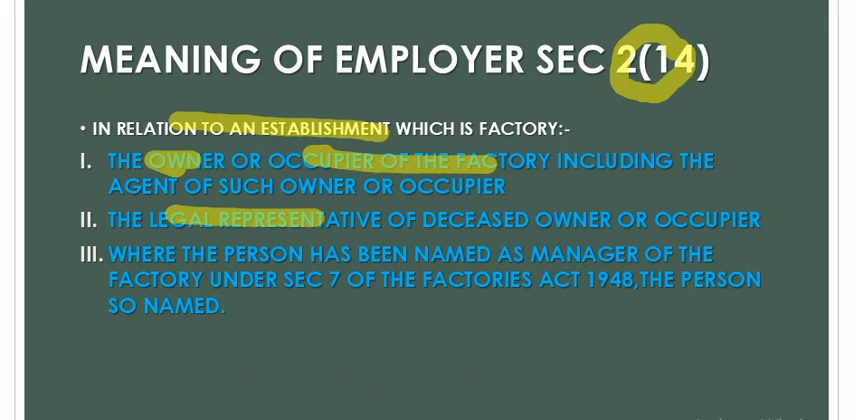 MEANING OF EMPLOYER SEC 2(14)
• IN RELATION TO AN ESTABLISHMENT WHICH IS FACTORY:-
I. THE OWNER OR OCCUPIER OF THE FACTORY INCLUDING THE
AGENT OF SUCH OWNER OR OCCUPIER
II. THE LEGAL REPRESENTATIVE OF DECEASED OWNER OR OCCUPIER
III. WHERE THE PERSON HAS BEEN NAMED AS MANAGER OF THE
FACTORY UNDER SEC 7 OF THE FACTORIES ACT 1948,THE PERSON
SO NAMED.